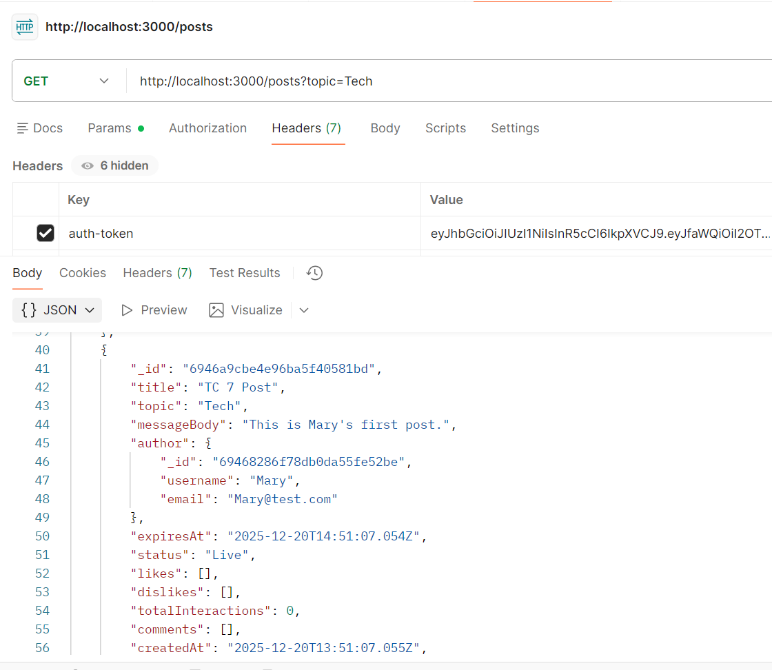 HTTP http://localhost:3000/posts
GET http://localhost:3000/posts?topic=Tech
Docs Params Authorization Headers (7) Body Scripts Settings
Headers 6 hidden
Key Value
auth-token eyJhbGciOiJIUzI1NiIsInR5cCI6IkpXVCJ9.eyJfaWQiOiI2OT...
Body Cookies Headers (7) Test Results
{} JSON Preview Visualize
39 },
40 {
41 "_id": "6946a9cbe4e96ba5f40581bd",
42 "title": "TC 7 Post",
43 "topic": "Tech",
44 "messageBody": "This is Mary's first post.",
45 "author": {
46 "_id": "69468286f78db0da55fe52be",
47 "username": "Mary",
48 "email": "Mary@test.com"
49 },
50 "expiresAt": "2025-12-20T14:51:07.054Z",
51 "status": "Live",
52 "likes": [],
53 "dislikes": [],
54 "totalInteractions": 0,
55 "comments": [],
56 "createdAt": "2025-12-20T13:51:07.055Z",